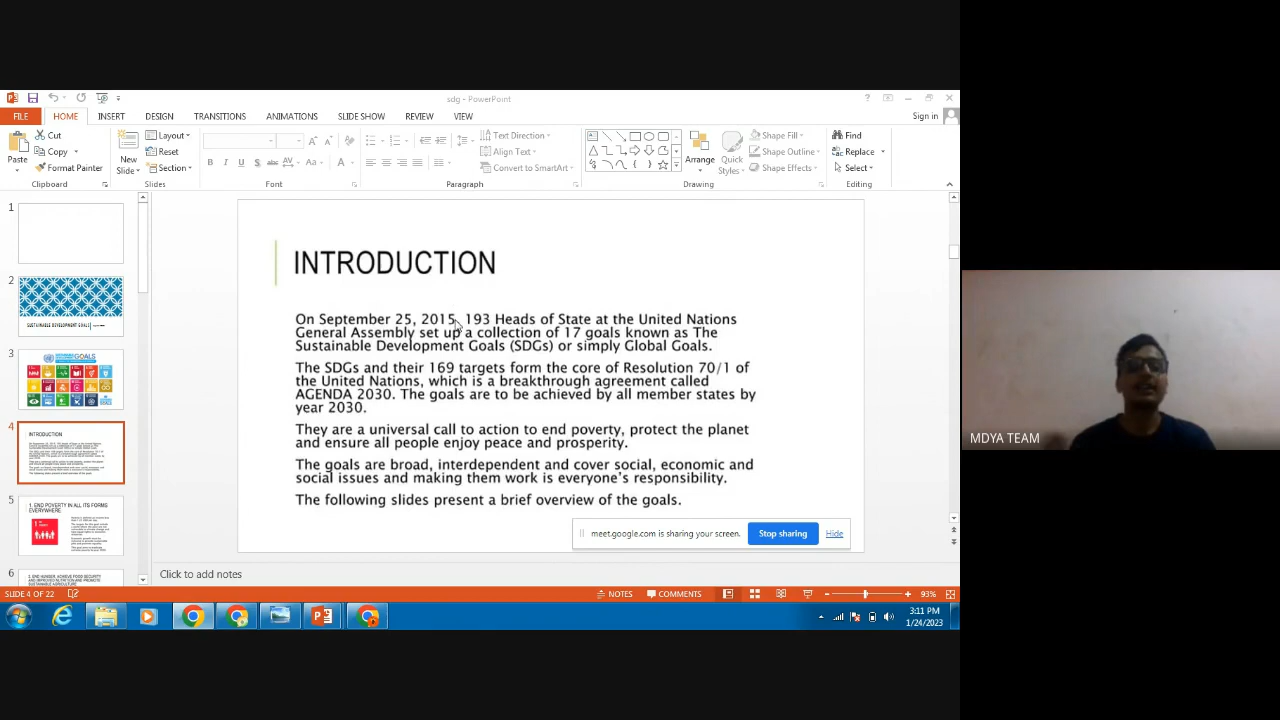 sdg - PowerPoint
FILE HOME INSERT DESIGN TRANSITIONS ANIMATIONS SLIDE SHOW REVIEW VIEW Sign in
Paste
Cut
Copy
Format Painter
Clipboard
New
Slide
Layout
Reset
Section
Slides
Font
Text Direction
Align Text
Convert to SmartArt
Paragraph
Arrange
Quick
Styles
Shape Fill
Shape Outline
Shape Effects
Drawing
Find
Replace
Select
Editing
1
2
SUSTAINABLE DEVELOPMENT GOALS
3
GOALS
4
INTRODUCTION
5
1. END POVERTY IN ALL ITS FORMS
EVERYWHERE
6
INTRODUCTION
On September 25, 2015, 193 Heads of State at the United Nations
General Assembly set up a collection of 17 goals known as The
Sustainable Development Goals (SDGs) or simply Global Goals.
The SDGs and their 169 targets form the core of Resolution 70/1 of
the United Nations, which is a breakthrough agreement called
AGENDA 2030. The goals are to be achieved by all member states by
year 2030.
They are a universal call to action to end poverty, protect the planet
and ensure all people enjoy peace and prosperity.
The goals are broad, interdependent and cover social, economic and
social issues and making them work is everyone's responsibility.
The following slides present a brief overview of the goals.
meet.google.com is sharing your screen. Stop sharing Hide
Click to add notes
SLIDE 4 OF 22 NOTES COMMENTS 93%
3:11 PM
1/24/2023
MDYA TEAM